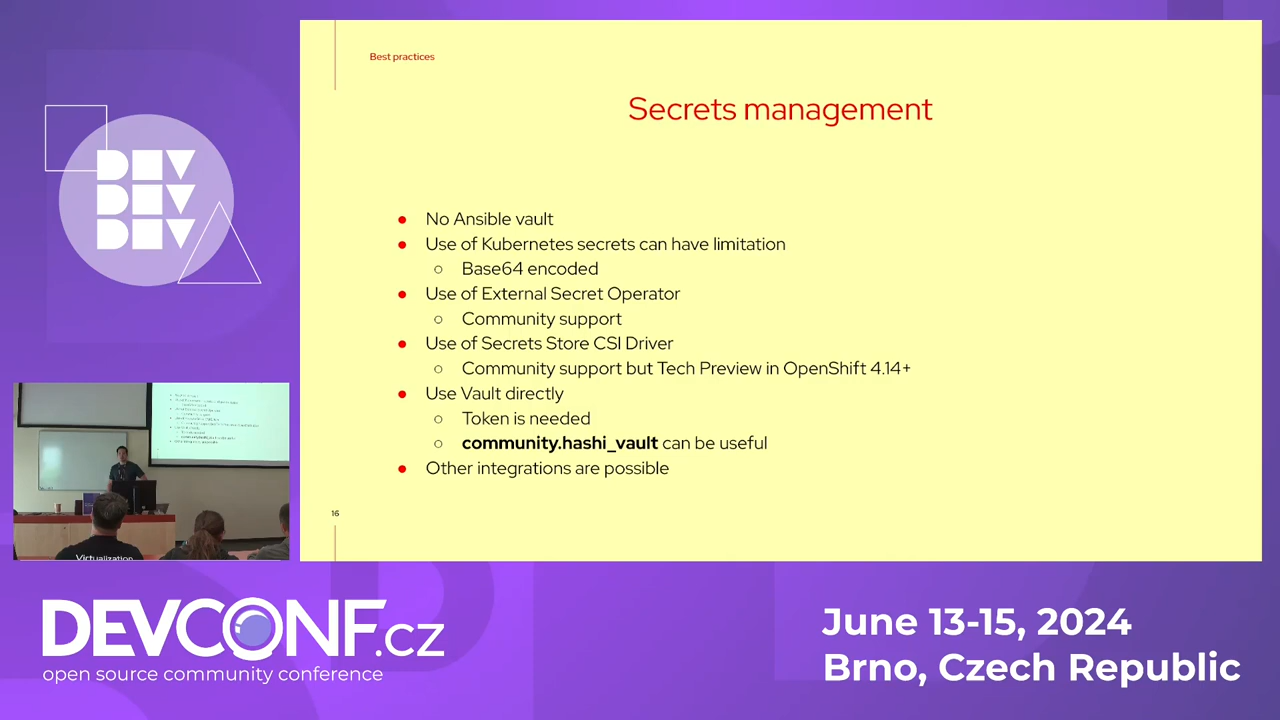 Best practices
Secrets management
● No Ansible vault
● Use of Kubernetes secrets can have limitation
○ Base64 encoded
● Use of External Secret Operator
○ Community support
● Use of Secrets Store CSI Driver
○ Community support but Tech Preview in OpenShift 4.14+
● Use Vault directly
○ Token is needed
○ community.hashi_vault can be useful
● Other integrations are possible
16
DEV
DEV
DEV
Virtualization
DEVCONF.cz
open source community conference
June 13-15, 2024
Brno, Czech Republic